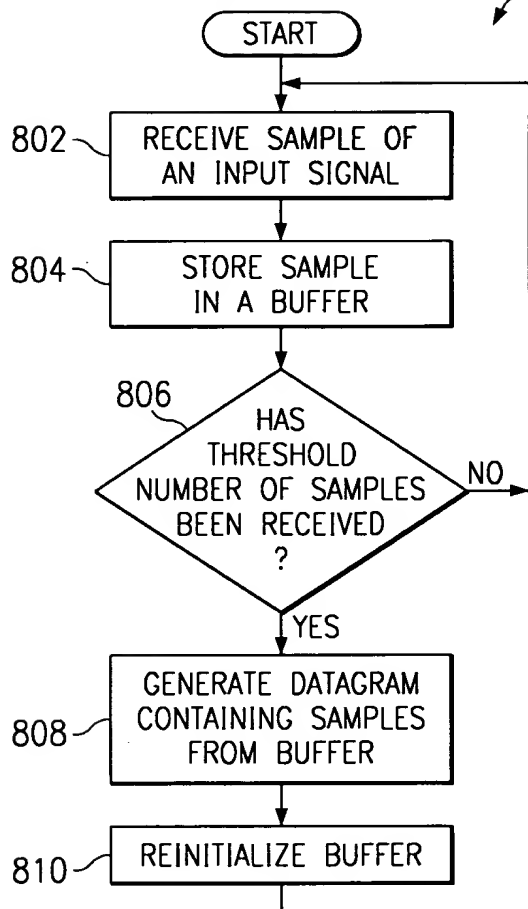 START
802
RECEIVE SAMPLE OF
AN INPUT SIGNAL
804
STORE SAMPLE
IN A BUFFER
806
HAS
THRESHOLD
NUMBER OF SAMPLES
BEEN RECEIVED
?
NO
YES
808
GENERATE DATAGRAM
CONTAINING SAMPLES
FROM BUFFER
810
REINITIALIZE BUFFER